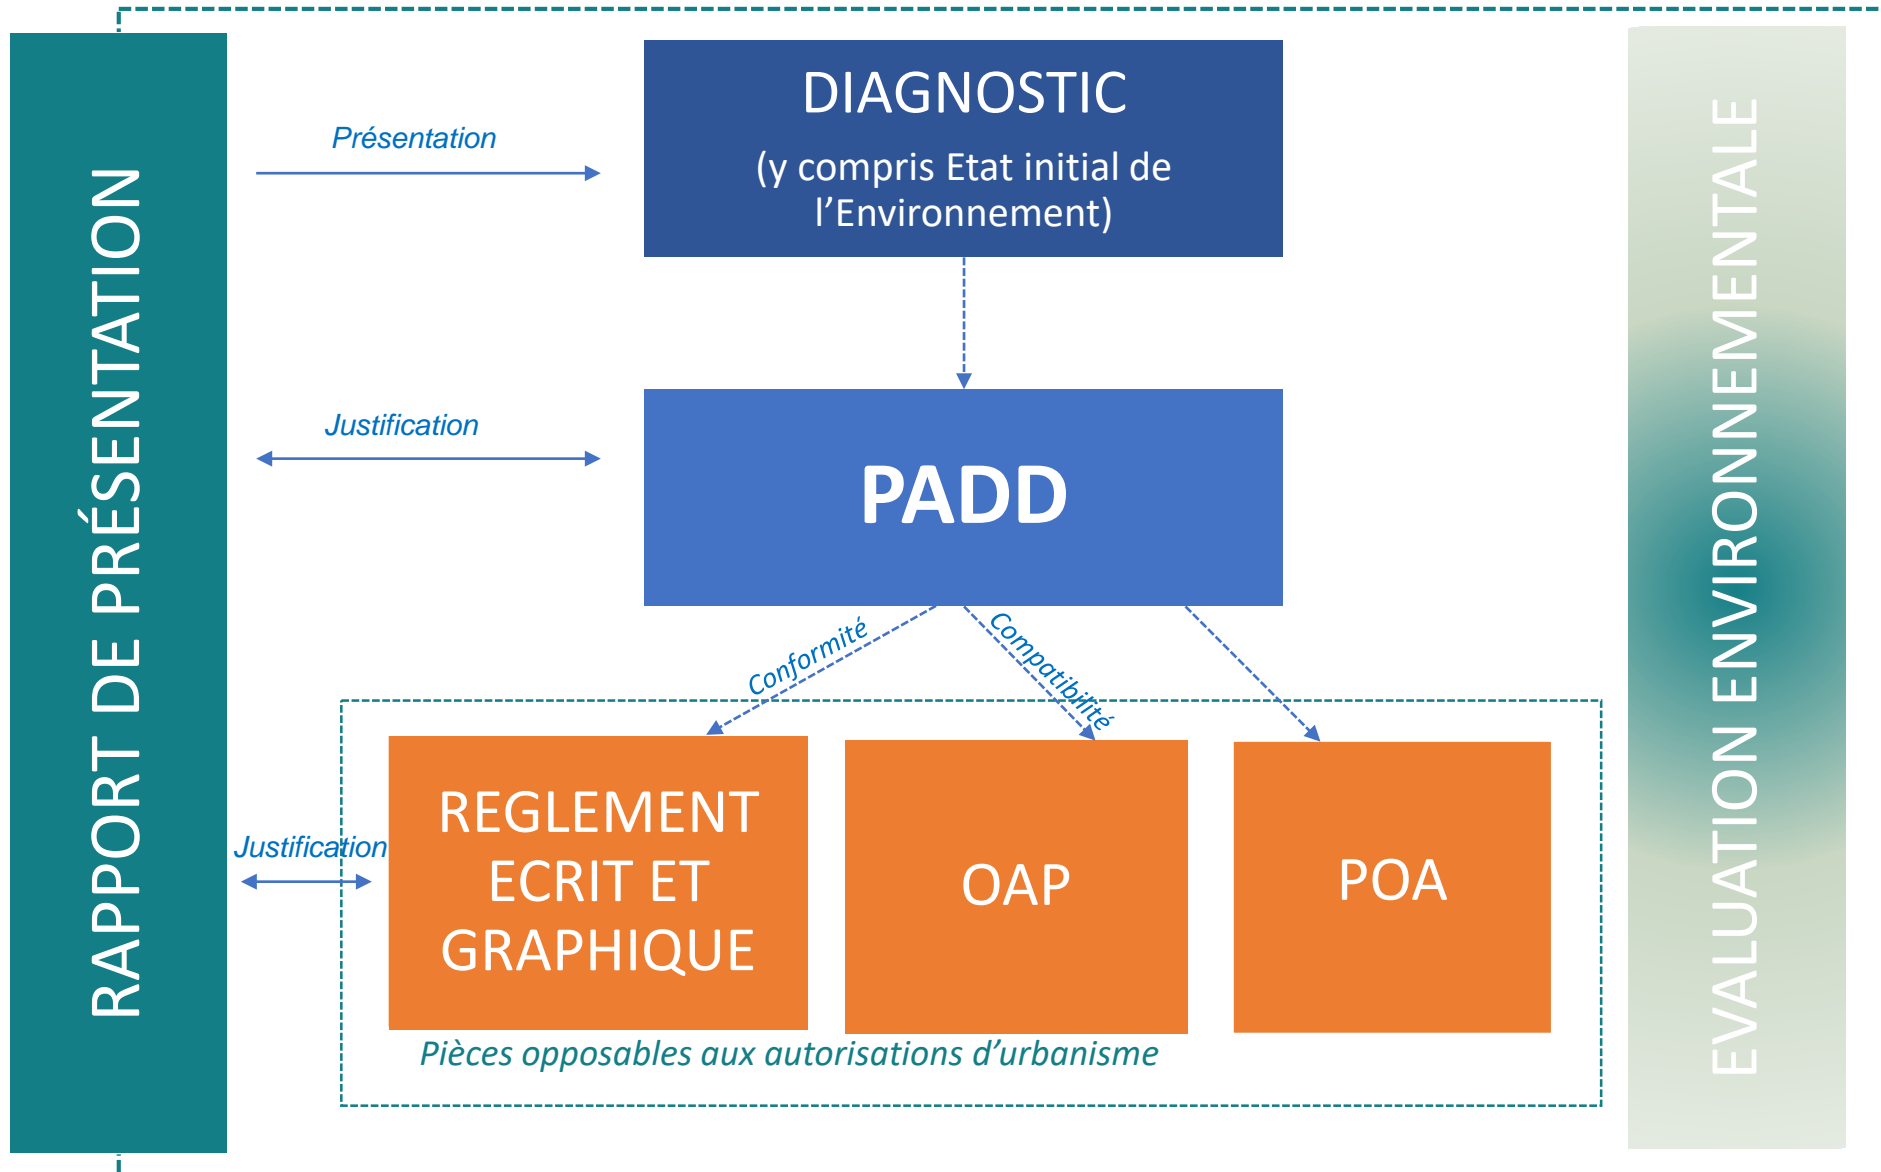 RAPPORT DE PRÉSENTATION
Présentation
DIAGNOSTIC
(y compris Etat initial de
l’Environnement)
Justification
PADD
Conformité
Compatibilité
Justification
REGLEMENT
ECRIT ET
GRAPHIQUE
OAP
POA
Pièces opposables aux autorisations d’urbanisme
EVALUATION ENVIRONNEMENTALE